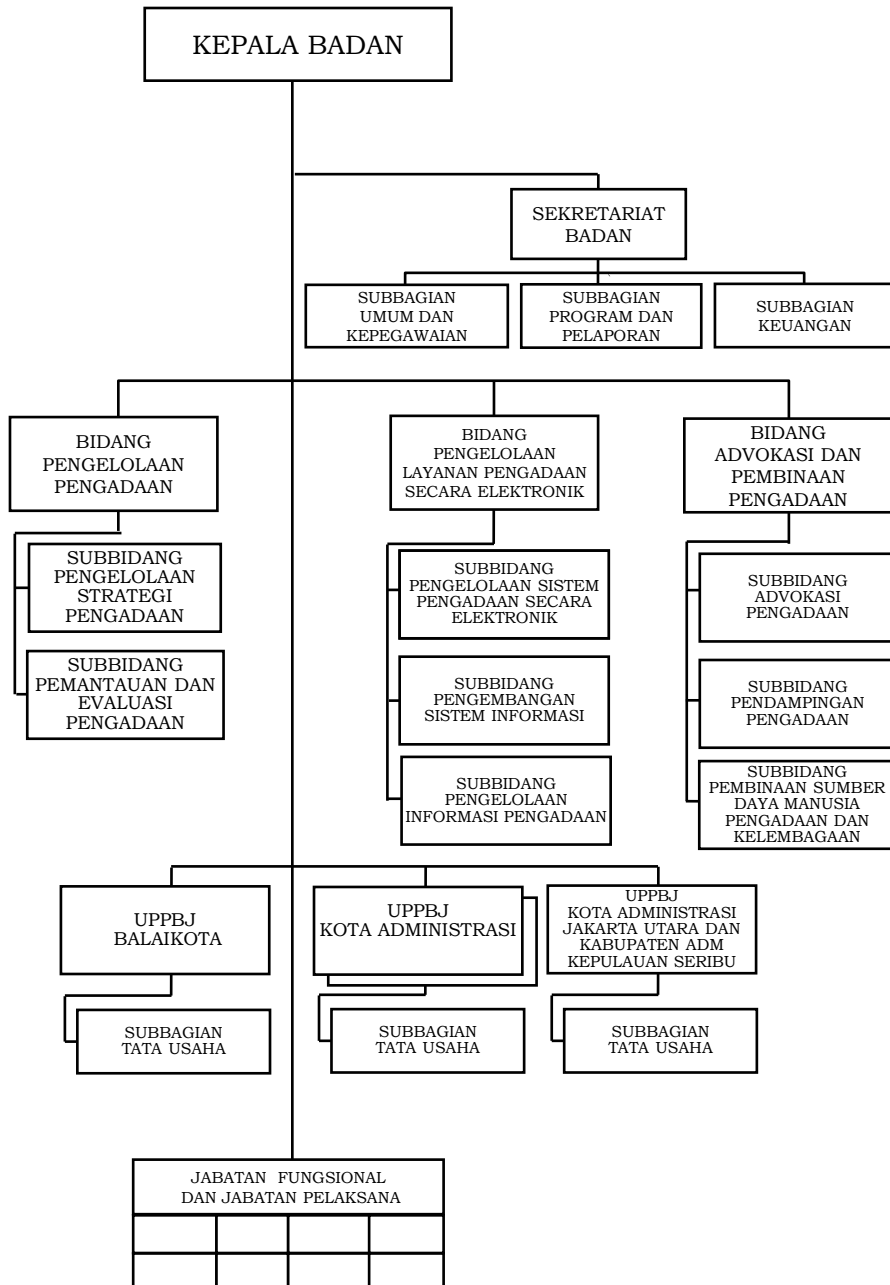 KEPALA BADAN
SEKRETARIAT
BADAN
SUBBAGIAN
UMUM DAN
KEPEGAWAIAN
SUBBAGIAN
PROGRAM DAN
PELAPORAN
SUBBAGIAN
KEUANGAN
BIDANG
PENGELOLAAN
PENGADAAN
BIDANG
PENGELOLAAN
LAYANAN PENGADAAN
SECARA ELEKTRONIK
BIDANG
ADVOKASI DAN
PEMBINAAN
PENGADAAN
SUBBIDANG
PENGELOLAAN
STRATEGI
PENGADAAN
SUBBIDANG
PEMANTAUAN DAN
EVALUASI
PENGADAAN
SUBBIDANG
PENGELOLAAN SISTEM
PENGADAAN SECARA
ELEKTRONIK
SUBBIDANG
PENGEMBANGAN
SISTEM INFORMASI
SUBBIDANG
PENGELOLAAN
INFORMASI PENGADAAN
SUBBIDANG
ADVOKASI
PENGADAAN
SUBBIDANG
PENDAMPINGAN
PENGADAAN
SUBBIDANG
PEMBINAAN SUMBER
DAYA MANUSIA
PENGADAAN DAN
KELEMBAGAAN
UPPBJ
BALAIKOTA
UPPBJ
KOTA ADMINISTRASI
UPPBJ
KOTA ADMINISTRASI
JAKARTA UTARA DAN
KABUPATEN ADM
KEPULAUAN SERIBU
SUBBAGIAN
TATA USAHA
SUBBAGIAN
TATA USAHA
SUBBAGIAN
TATA USAHA
JABATAN FUNGSIONAL
DAN JABATAN PELAKSANA